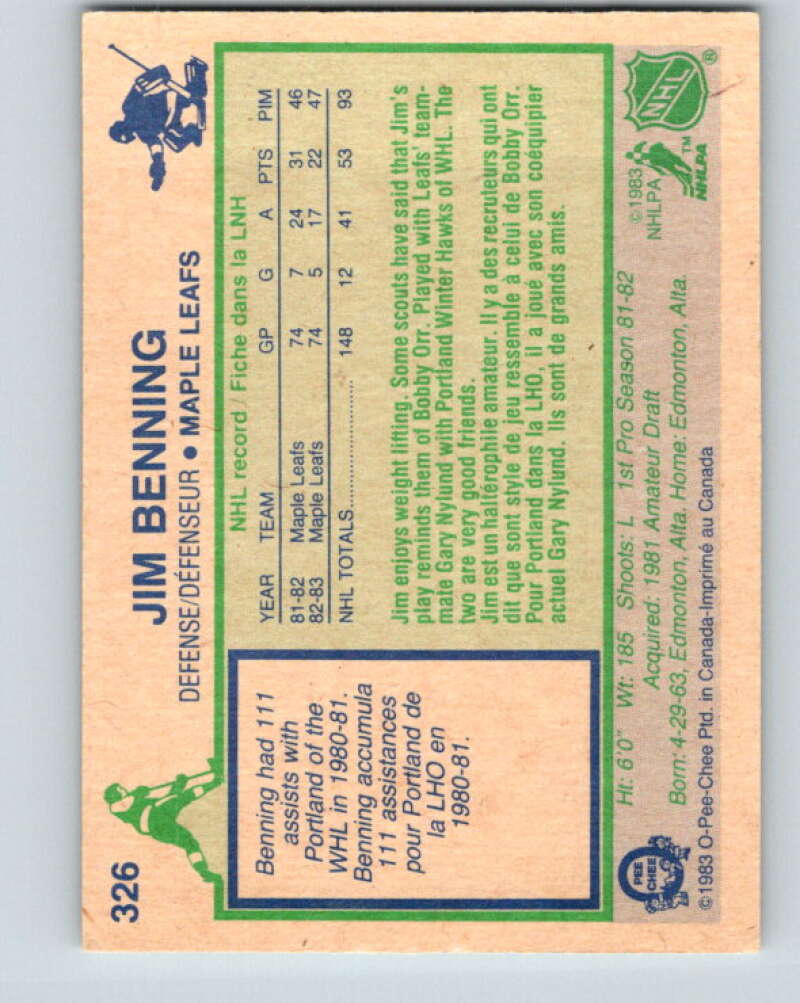 326
JIM BENNING
DEFENSE/DÉFENSEUR • MAPLE LEAFS
Benning had 111
assists with
Portland of the
WHL in 1980-81.
Benning accumula
111 assistances
pour Portland de
la LHO en
1980-81.
NHL record / Fiche dans la LNH
YEAR TEAM GP G A PTS PIM
81-82 Maple Leafs 74 7 24 31 46
82-83 Maple Leafs 74 5 17 22 47
NHL TOTALS.......................... 148 12 41 53 93
Jim enjoys weight lifting. Some scouts have said that Jim's
play reminds them of Bobby Orr. Played with Leafs' team-
mate Gary Nylund with Portland Winter Hawks of WHL. The
two are very good friends.
Jim est un haltérophile amateur. Il y a des recruteurs qui ont
dit que sont style de jeu ressemble à celui de Bobby Orr.
Pour Portland dans la LHO, il a joué avec son coéquipier
actuel Gary Nylund. Ils sont de grands amis.
Ht: 6'0" Wt: 185 Shoots: L 1st Pro Season 81-82
Acquired: 1981 Amateur Draft
Born: 4-29-63, Edmonton, Alta. Home: Edmonton, Alta.
©1983 O-Pee-Chee Ptd. in Canada-Imprimé au Canada
O
PEE
CHEE
©1983
NHLPA
NHL
®
TM
NHLPA